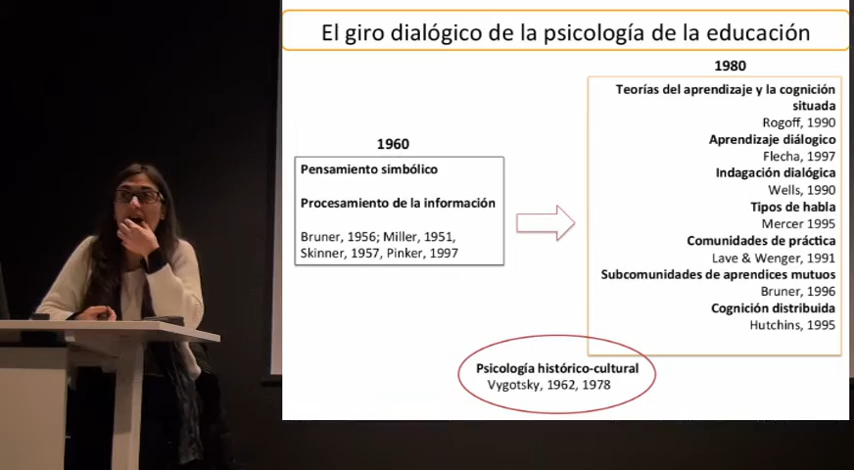 El giro dialógico de la psicología de la educación
1960
Pensamiento simbólico
Procesamiento de la información
Bruner, 1956; Miller, 1951,
Skinner, 1957, Pinker, 1997
1980
Teorías del aprendizaje y la cognición
situada
Rogoff, 1990
Aprendizaje diálogico
Flecha, 1997
Indagación dialógica
Wells, 1990
Tipos de habla
Mercer 1995
Comunidades de práctica
Lave & Wenger, 1991
Subcomunidades de aprendices mutuos
Bruner, 1996
Cognición distribuida
Hutchins, 1995
Psicología histórico-cultural
Vygotsky, 1962, 1978